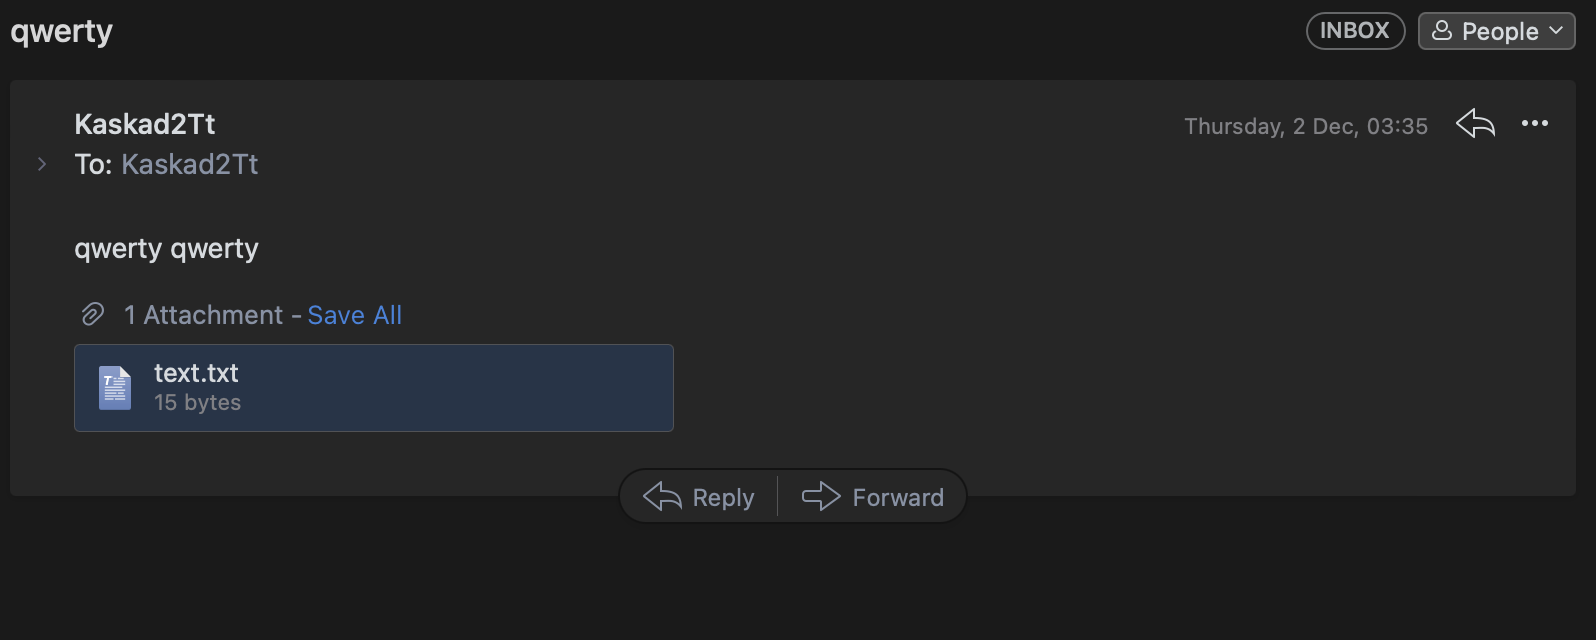 qwerty
INBOX
People
Kaskad2Tt
Thursday, 2 Dec, 03:35
To: Kaskad2Tt
qwerty qwerty
1 Attachment - Save All
text.txt
15 bytes
Reply
Forward